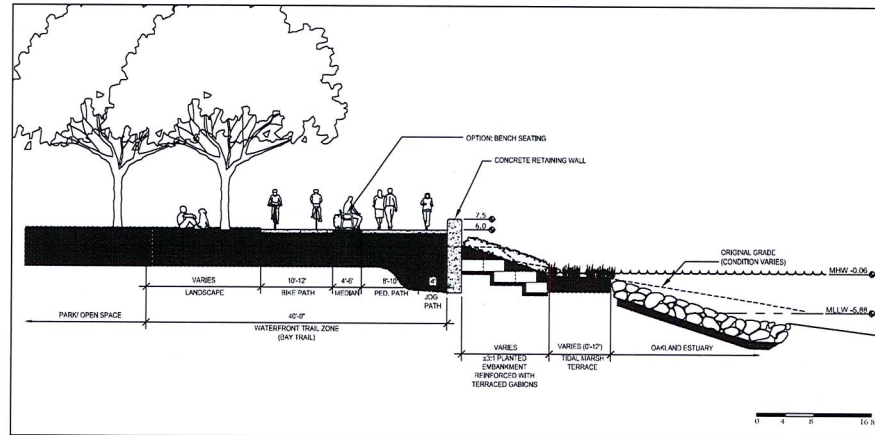 OPTION: BENCH SEATING
CONCRETE RETAINING WALL
7.5
6.0
ORIGINAL GRADE
(CONDITION VARIES)
MHW -0.06
MLLW -5.88
VARIES
LANDSCAPE
10'-12'
BIKE PATH
4'-6'
MEDIAN
8'-10'
PED. PATH
4'
JOG
PATH
PARK/ OPEN SPACE
40'-0"
WATERFRONT TRAIL ZONE
(BAY TRAIL)
VARIES
±3:1 PLANTED
EMBANKMENT
REINFORCED WITH
TERRACED GABIONS
VARIES (0'-12')
TIDAL MARSH
TERRACE
OAKLAND ESTUARY
0 4 8 16 ft